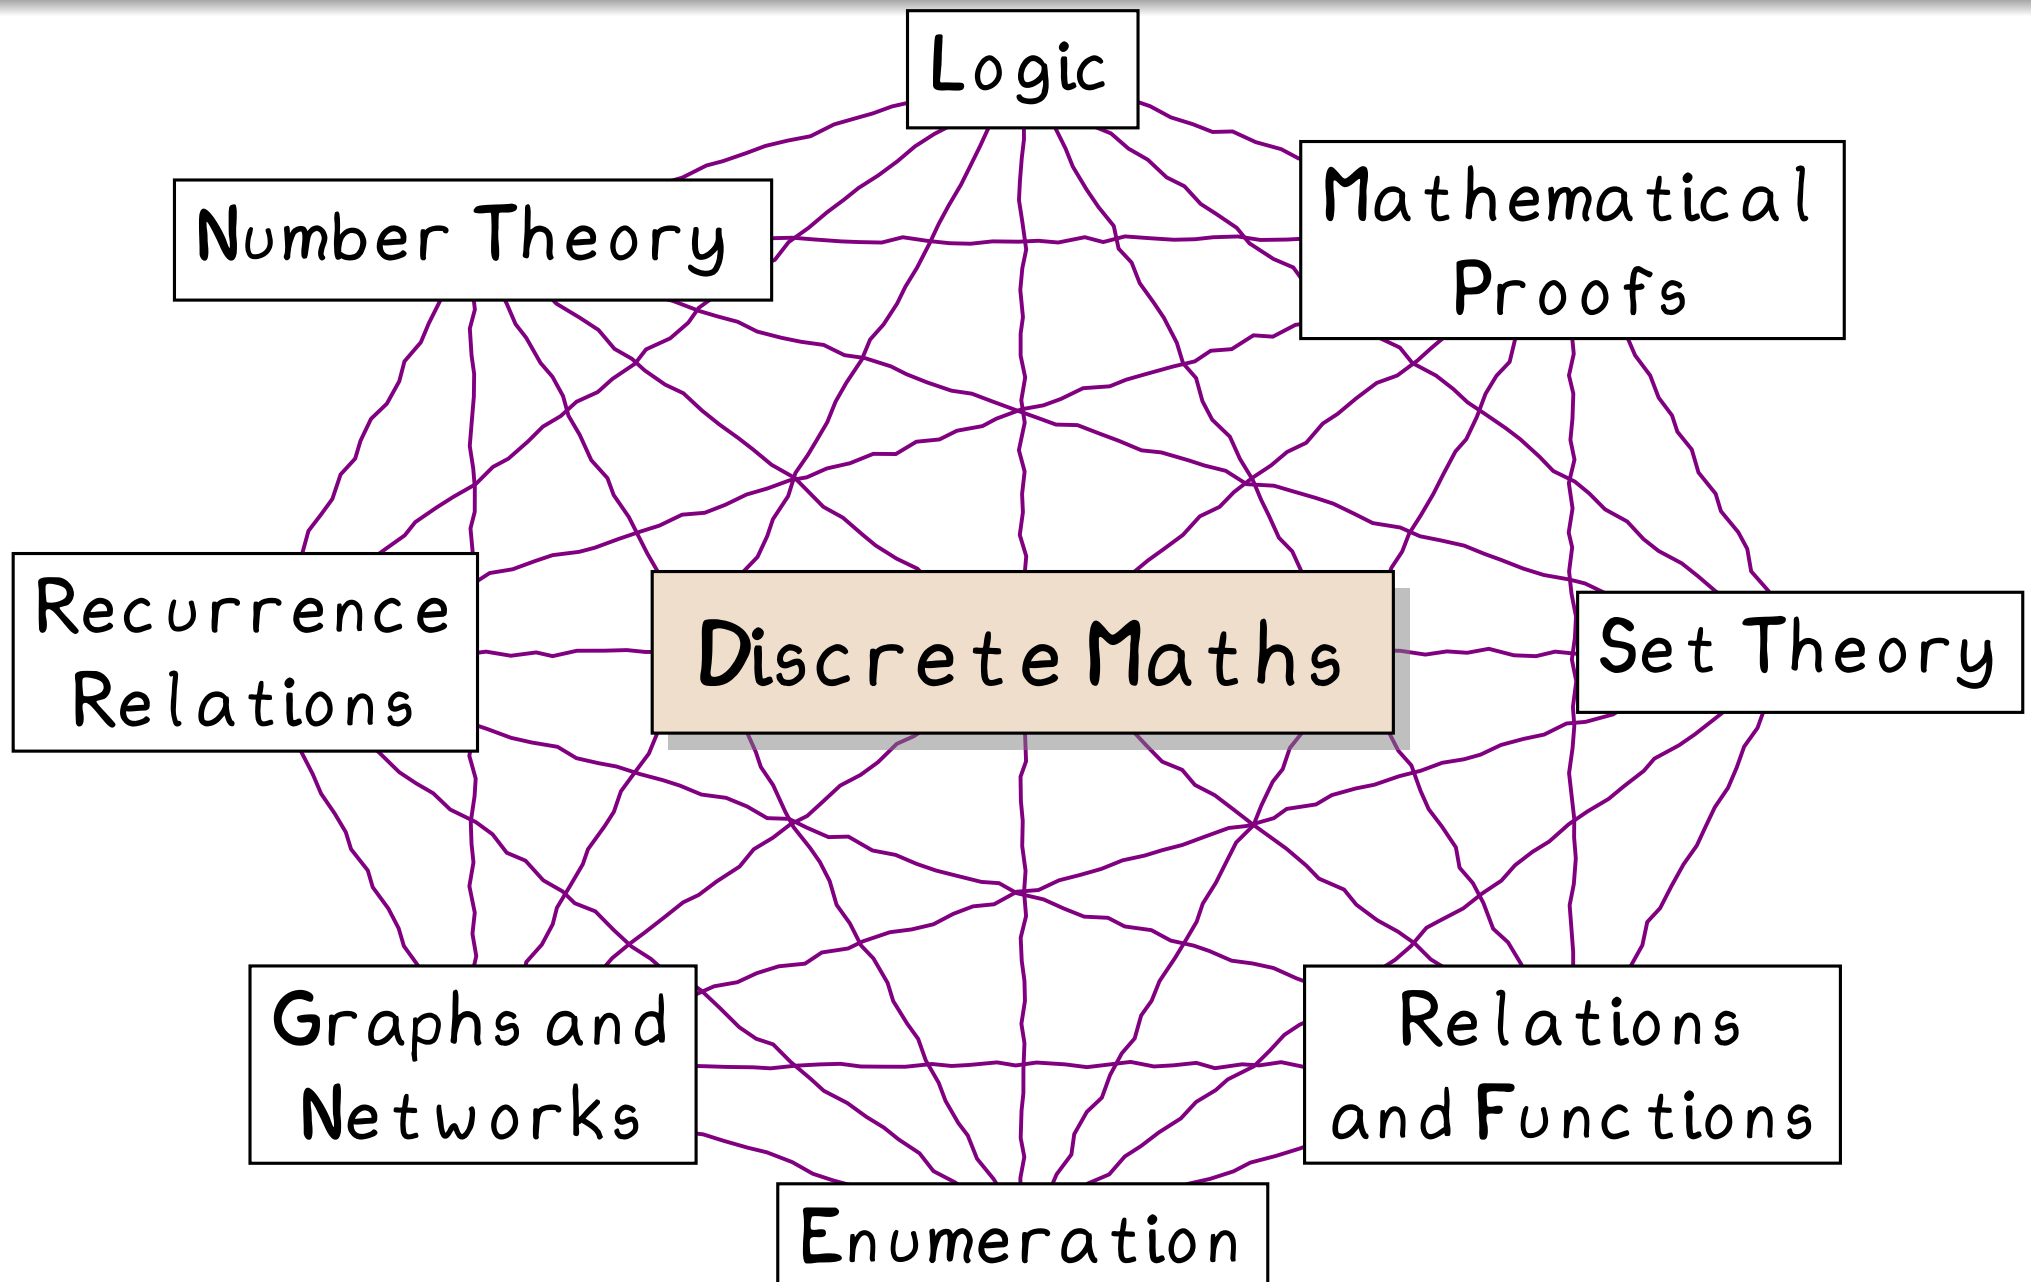 Logic
Number Theory
Mathematical
Proofs
Recurrence
Relations
Discrete Maths
Set Theory
Graphs and
Networks
Relations
and Functions
Enumeration